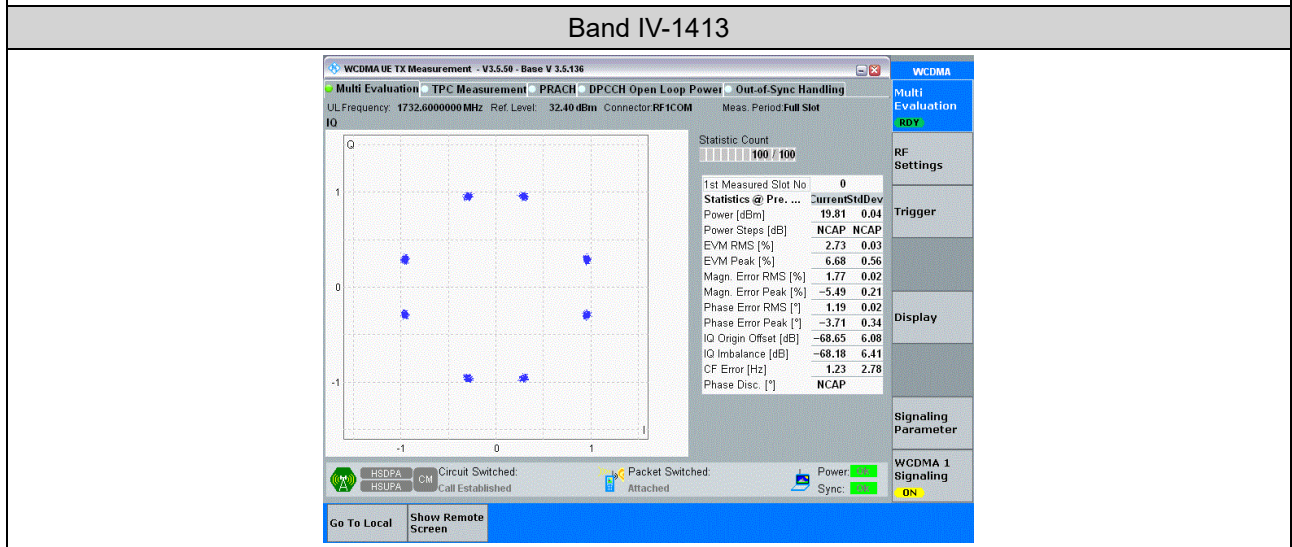 Band IV-1413
WCDMA UE TX Measurement - V3.5.50 - Base V 3.5.136
WCDMA
Multi Evaluation TPC Measurement PRACH DPCCH Open Loop Power Out-of-Sync Handling
Multi
Evaluation
RDY
UL Frequency: 1732.6000000 MHz Ref. Level: 32.40 dBm Connector:RF1COM Meas. Period:Full Slot
IQ
Q
1
0
-1
-1 0 1
I
Statistic Count
100 / 100
1st Measured Slot No 0
Statistics @ Pre. ... CurrentStdDev
Power [dBm] 19.81 0.04
Power Steps [dB] NCAP NCAP
EVM RMS [%] 2.73 0.03
EVM Peak [%] 6.68 0.56
Magn. Error RMS [%] 1.77 0.02
Magn. Error Peak [%] −5.49 0.21
Phase Error RMS [°] 1.19 0.02
Phase Error Peak [°] −3.71 0.34
IQ Origin Offset [dB] −68.65 6.08
IQ Imbalance [dB] −68.18 6.41
CF Error [Hz] 1.23 2.78
Phase Disc. [°] NCAP
RF
Settings
Trigger
Display
Signaling
Parameter
WCDMA 1
Signaling
ON
HSDPA
HSUPA
CM
Circuit Switched:
Call Established
Packet Switched:
Attached
Power: OK
Sync: OK
Go To Local
Show Remote
Screen